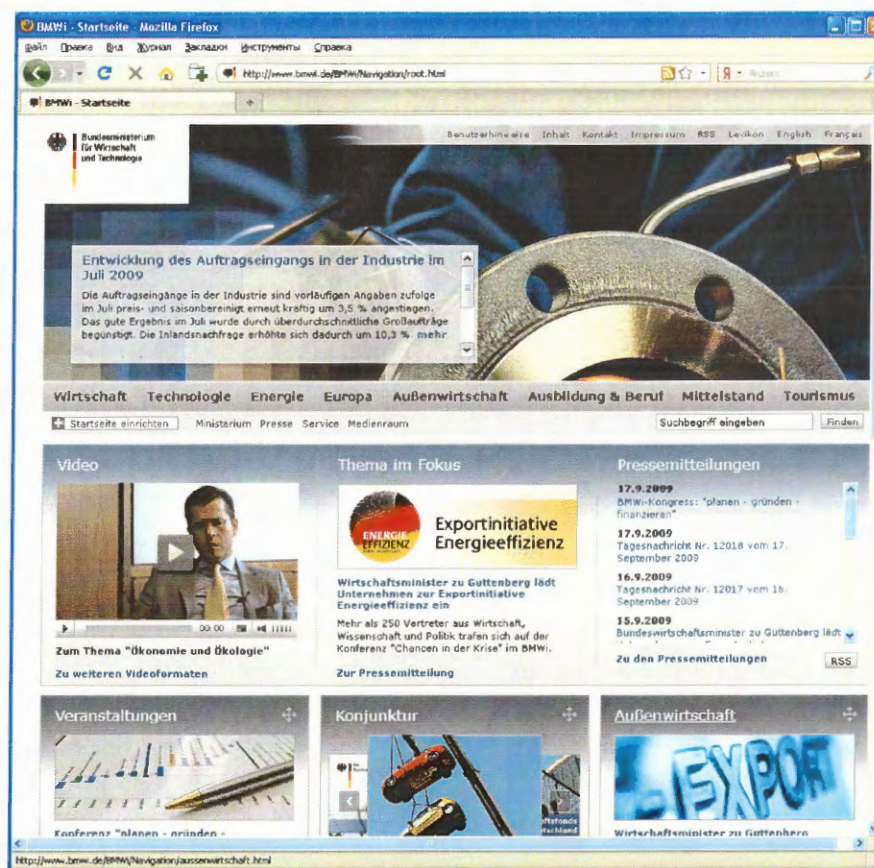 BMWi - Startseite - Mozilla Firefox
Файл Правка Вид Журнал Закладки Инструменты Справка
http://www.bmwi.de/BMWi/Navigation/root.html
BMWi - Startseite
Bundesministerium
für Wirtschaft
und Technologie
Benutzerhinweise Inhalt Kontakt Impressum RSS Lexikon English Français
Entwicklung des Auftragseingangs in der Industrie im
Juli 2009
Die Auftragseingänge in der Industrie sind vorläufigen Angaben zufolge
im Juli preis- und saisonbereinigt erneut kräftig um 3,5 % angestiegen.
Das gute Ergebnis im Juli wurde durch überdurchschnittliche Großaufträge
begünstigt. Die Inlandsnachfrage erhöhte sich dadurch um 10,3 %. mehr
Wirtschaft Technologie Energie Europa Außenwirtschaft Ausbildung & Beruf Mittelstand Tourismus
Startseite einrichten Ministerium Presse Service Medienraum Suchbegriff eingeben Finden
Video
00:00
Zum Thema "Ökonomie und Ökologie"
Zu weiteren Videoformaten
Thema im Fokus
ENERGIE
EFFIZIENZ
Exportinitiative
Energieeffizienz
Wirtschaftsminister zu Guttenberg lädt
Unternehmen zur Exportinitiative
Energieeffizienz ein
Mehr als 250 Vertreter aus Wirtschaft,
Wissenschaft und Politik trafen sich auf der
Konferenz "Chancen in der Krise" im BMWi.
Zur Pressemitteilung
Pressemitteilungen
17.9.2009
BMWi-Kongress: "planen - gründen -
finanzieren"
17.9.2009
Tagesnachricht Nr. 12018 vom 17.
September 2009
16.9.2009
Tagesnachricht Nr. 12017 vom 16.
September 2009
15.9.2009
Bundeswirtschaftsminister zu Guttenberg lädt
Zu den Pressemitteilungen RSS
Veranstaltungen
Konferenz "planen - gründen -
Konjunktur
Außenwirtschaft
EXPORT
Wirtschaftsminister zu Guttenberg
http://www.bmwi.de/BMWi/Navigation/aussenwirtschaft.html